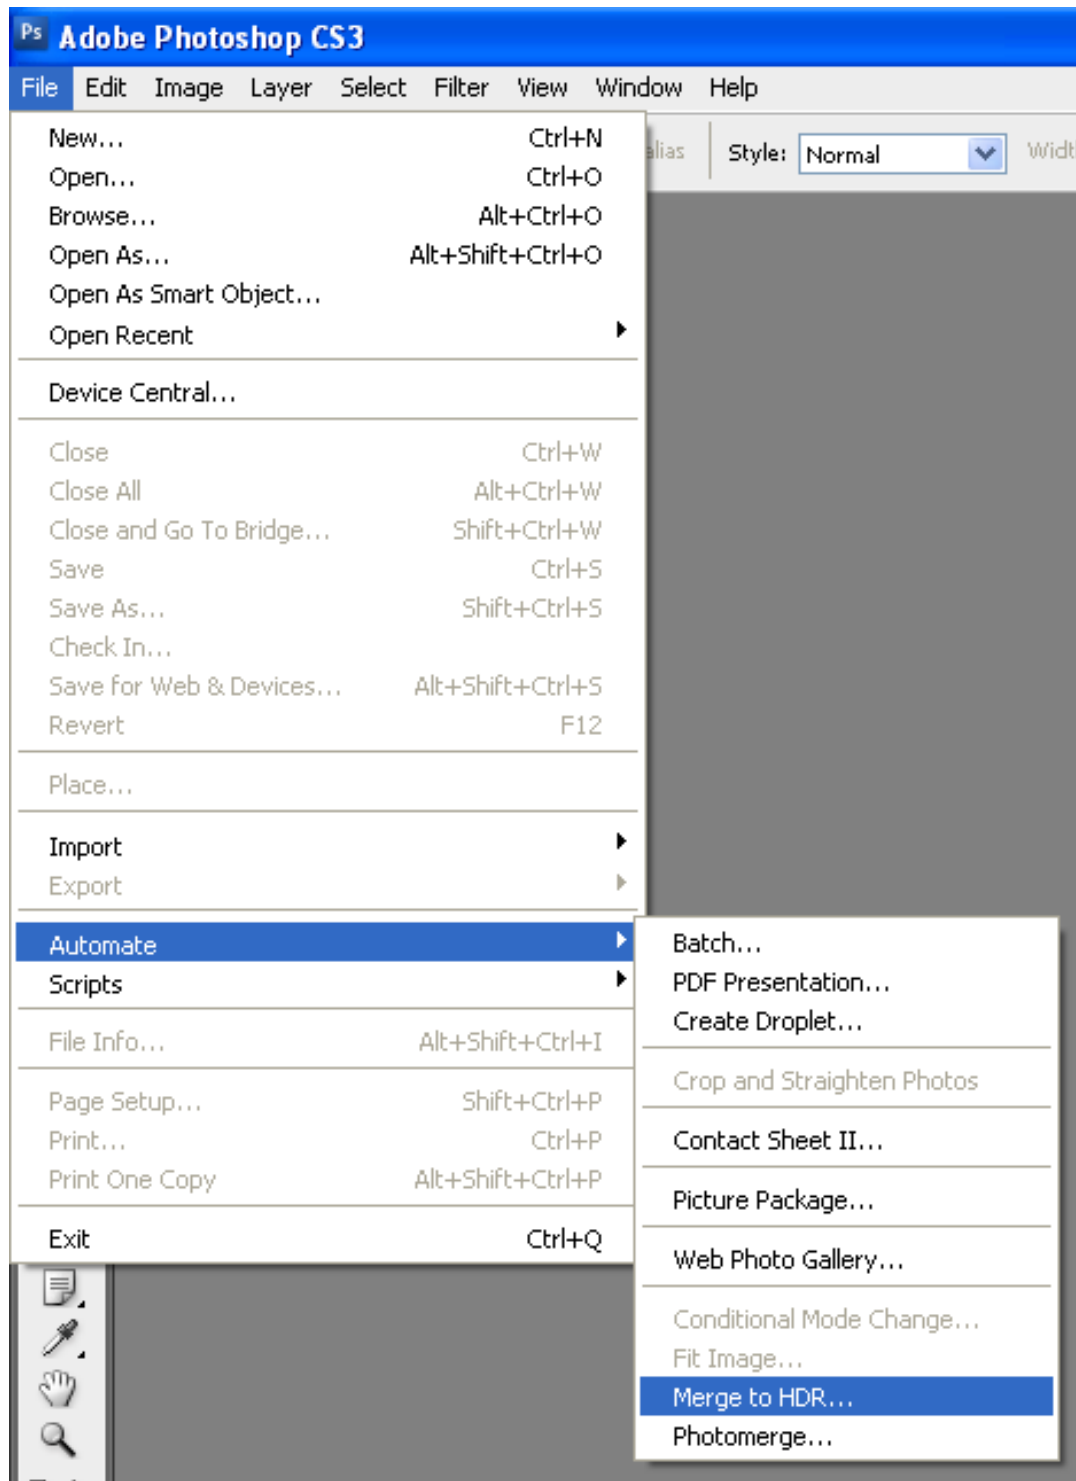 Ps Adobe Photoshop CS3
File Edit Image Layer Select Filter View Window Help
New... Ctrl+N
Style: Normal
Open... Ctrl+O
Browse... Alt+Ctrl+O
Open As... Alt+Shift+Ctrl+O
Open As Smart Object...
Open Recent
Device Central...
Close Ctrl+W
Close All Alt+Ctrl+W
Close and Go To Bridge... Shift+Ctrl+W
Save Ctrl+S
Save As... Shift+Ctrl+S
Check In...
Save for Web & Devices... Alt+Shift+Ctrl+S
Revert F12
Place...
Import
Export
Automate
Scripts
File Info... Alt+Shift+Ctrl+I
Page Setup... Shift+Ctrl+P
Print... Ctrl+P
Print One Copy Alt+Shift+Ctrl+P
Exit Ctrl+Q
Batch...
PDF Presentation...
Create Droplet...
Crop and Straighten Photos
Contact Sheet II...
Picture Package...
Web Photo Gallery...
Conditional Mode Change...
Fit Image...
Merge to HDR...
Photomerge...